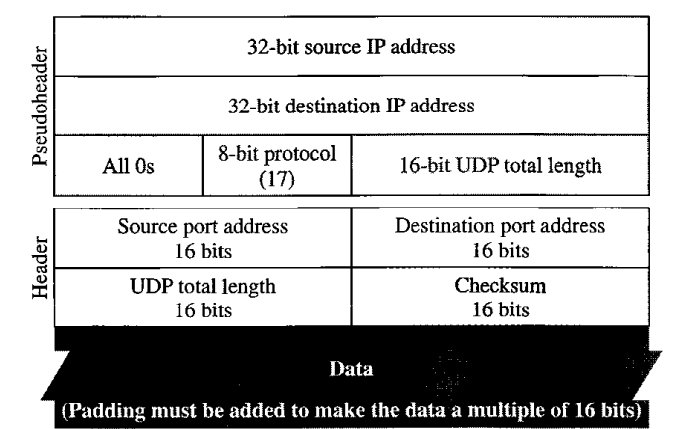 Pseudoheader
32-bit source IP address
32-bit destination IP address
All 0s
8-bit protocol
(17)
16-bit UDP total length
Header
Source port address
16 bits
Destination port address
16 bits
UDP total length
16 bits
Checksum
16 bits
Data
(Padding must be added to make the data a multiple of 16 bits)